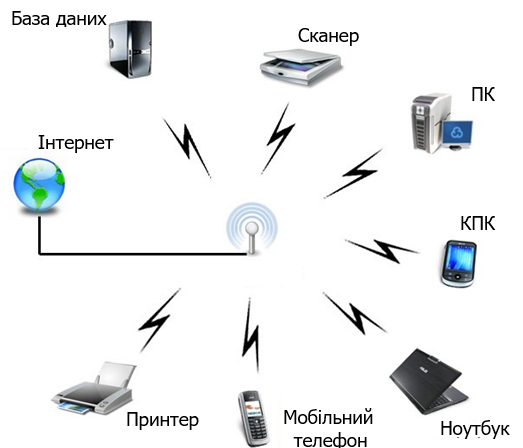 База даних
Сканер
ПК
Інтернет
КПК
Принтер
Мобільний
телефон
Ноутбук